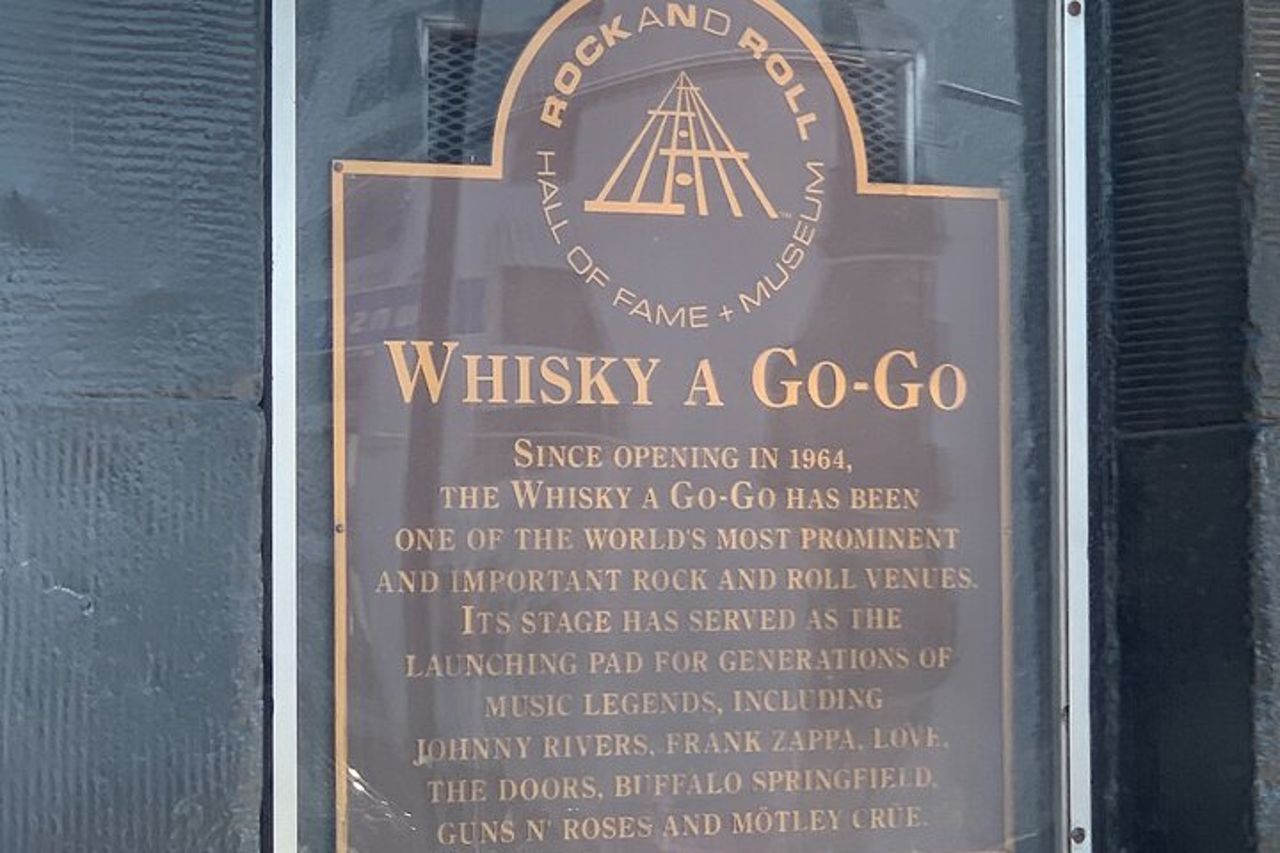 ROCK AND ROLL
HALL OF FAME + MUSEUM
™
WHISKY A GO-GO
SINCE OPENING IN 1964,
THE WHISKY A GO-GO HAS BEEN
ONE OF THE WORLD'S MOST PROMINENT
AND IMPORTANT ROCK AND ROLL VENUES.
ITS STAGE HAS SERVED AS THE
LAUNCHING PAD FOR GENERATIONS OF
MUSIC LEGENDS, INCLUDING
JOHNNY RIVERS, FRANK ZAPPA, LOVE,
THE DOORS, BUFFALO SPRINGFIELD,
GUNS N' ROSES AND MÖTLEY CRÜE.